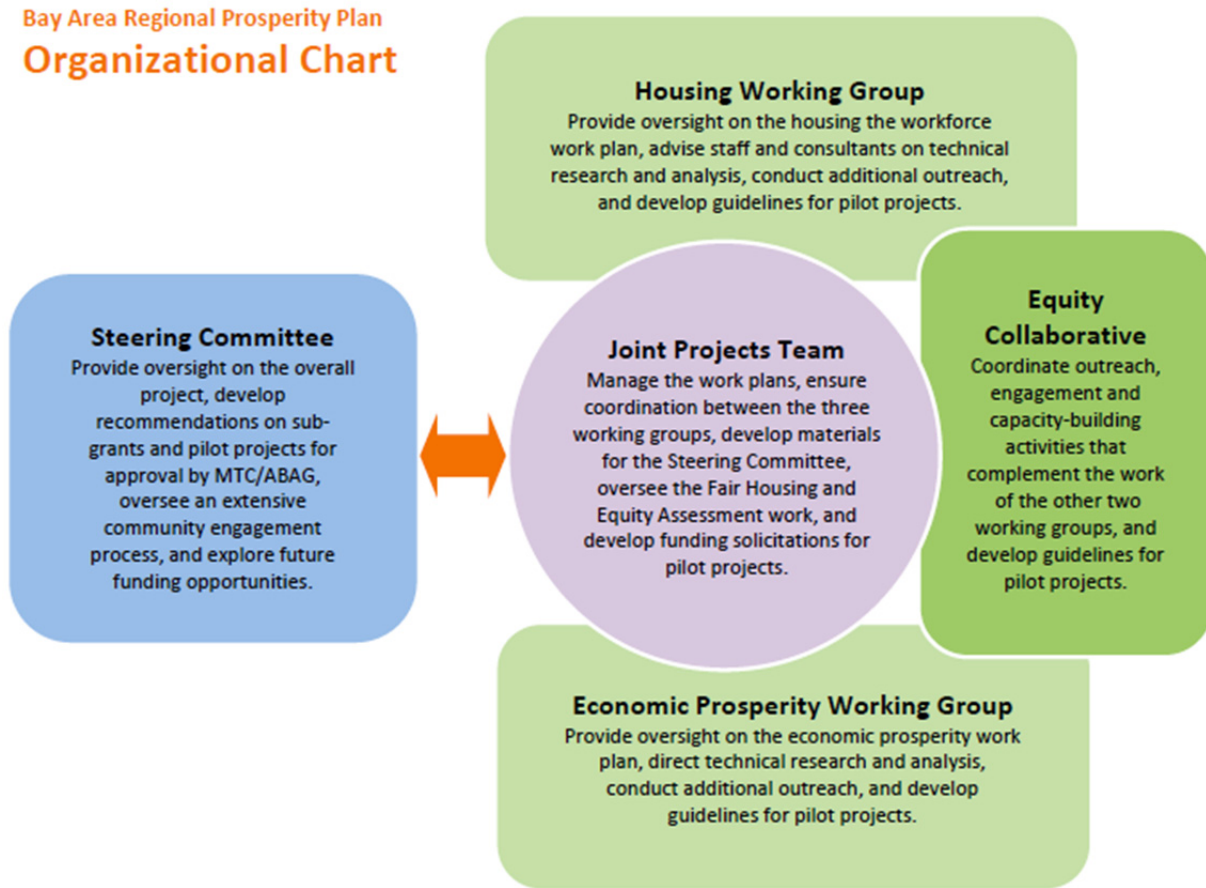 Bay Area Regional Prosperity Plan
Organizational Chart
Housing Working Group
Provide oversight on the housing the workforce
work plan, advise staff and consultants on technical
research and analysis, conduct additional outreach,
and develop guidelines for pilot projects.
Steering Committee
Provide oversight on the overall
project, develop
recommendations on sub-
grants and pilot projects for
approval by MTC/ABAG,
oversee an extensive
community engagement
process, and explore future
funding opportunities.
Joint Projects Team
Manage the work plans, ensure
coordination between the three
working groups, develop materials
for the Steering Committee,
oversee the Fair Housing and
Equity Assessment work, and
develop funding solicitations for
pilot projects.
Equity
Collaborative
Coordinate outreach,
engagement and
capacity-building
activities that
complement the work
of the other two
working groups, and
develop guidelines for
pilot projects.
Economic Prosperity Working Group
Provide oversight on the economic prosperity work
plan, direct technical research and analysis,
conduct additional outreach, and develop
guidelines for pilot projects.